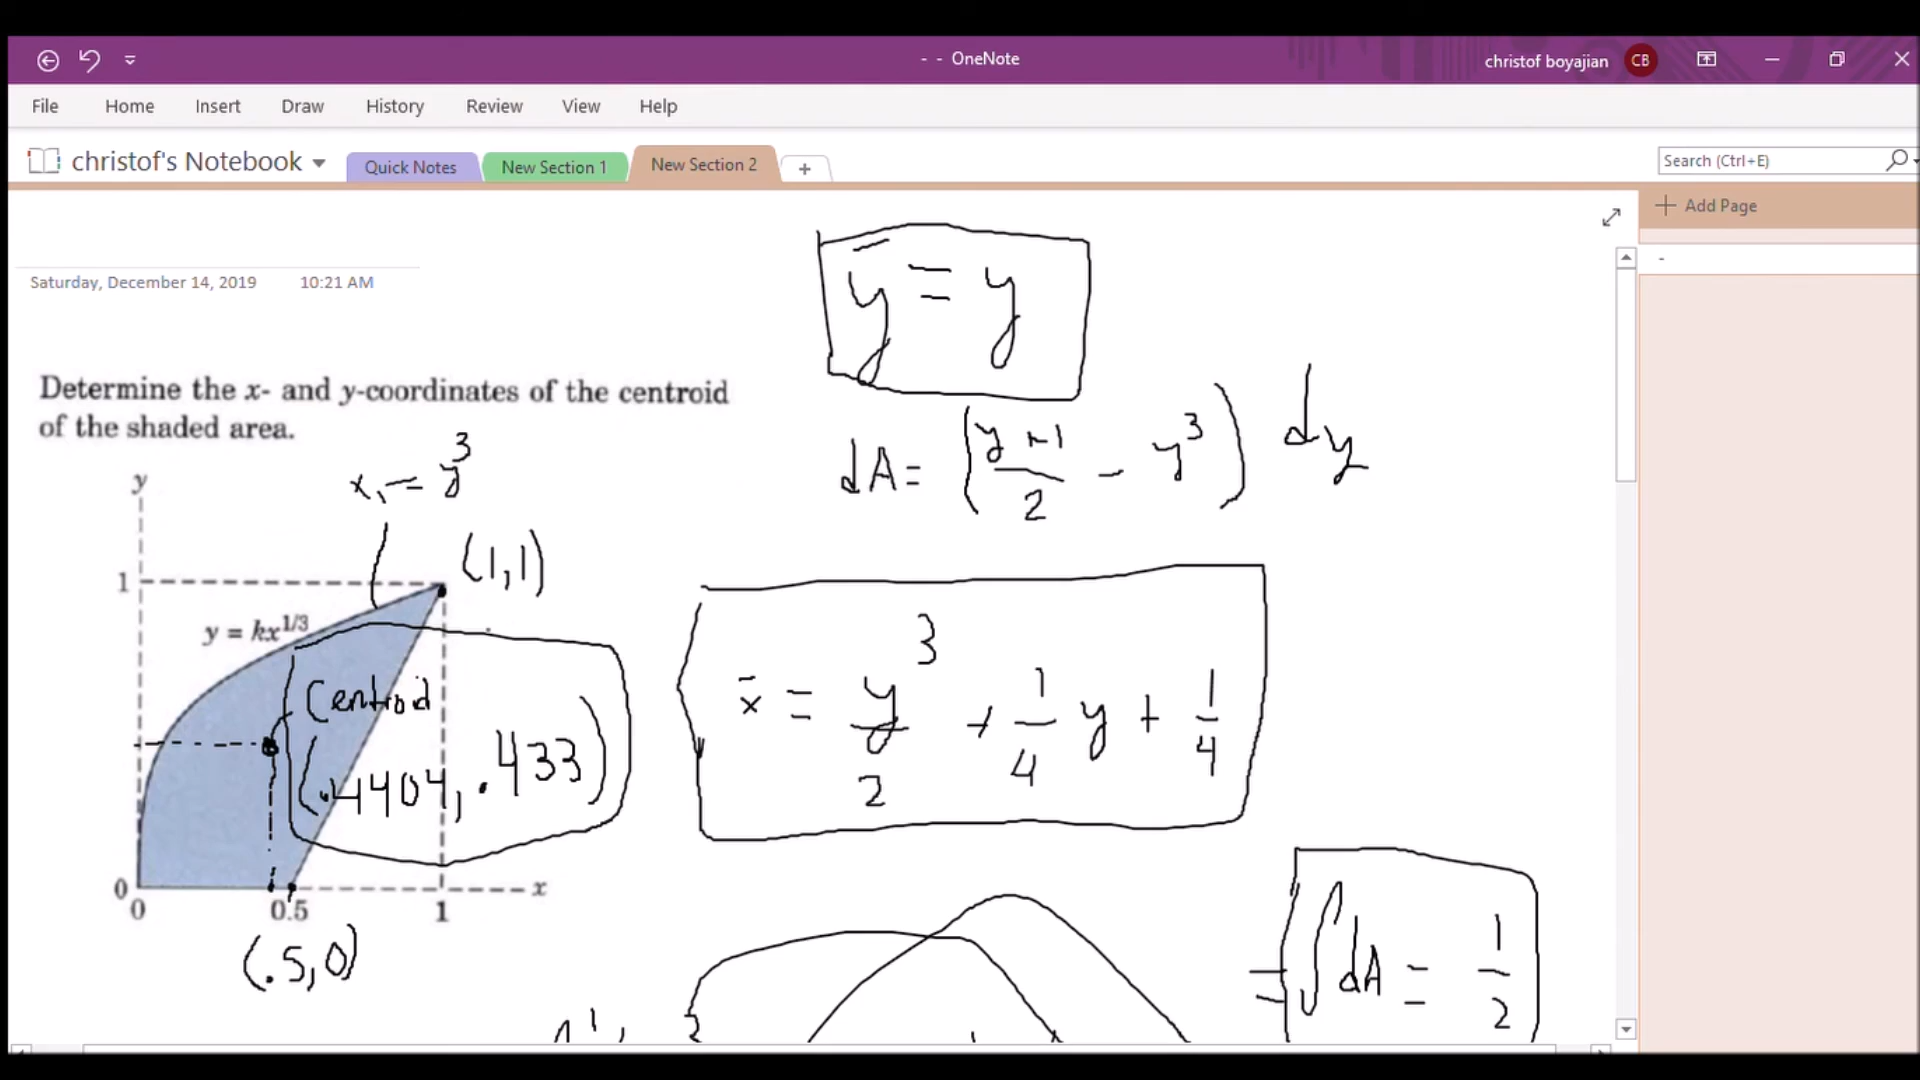 - - OneNote
christof boyajian CB
File Home Insert Draw History Review View Help
christof's Notebook Quick Notes New Section 1 New Section 2 +
Search (Ctrl+E)
Add Page
-
Saturday, December 14, 2019 10:21 AM
ȳ = y
Determine the x- and y-coordinates of the centroid
of the shaded area.
dA = ((y+1)/2 - y³) dy
x₁ = y³
y
(1,1)
1
y = kx^1/3
Centroid
(.4404, .433)
x̄ = y³/2 + 1/4 y + 1/4
0 x
0 0.5 1
(.5,0)
= ∫dA = 1/2